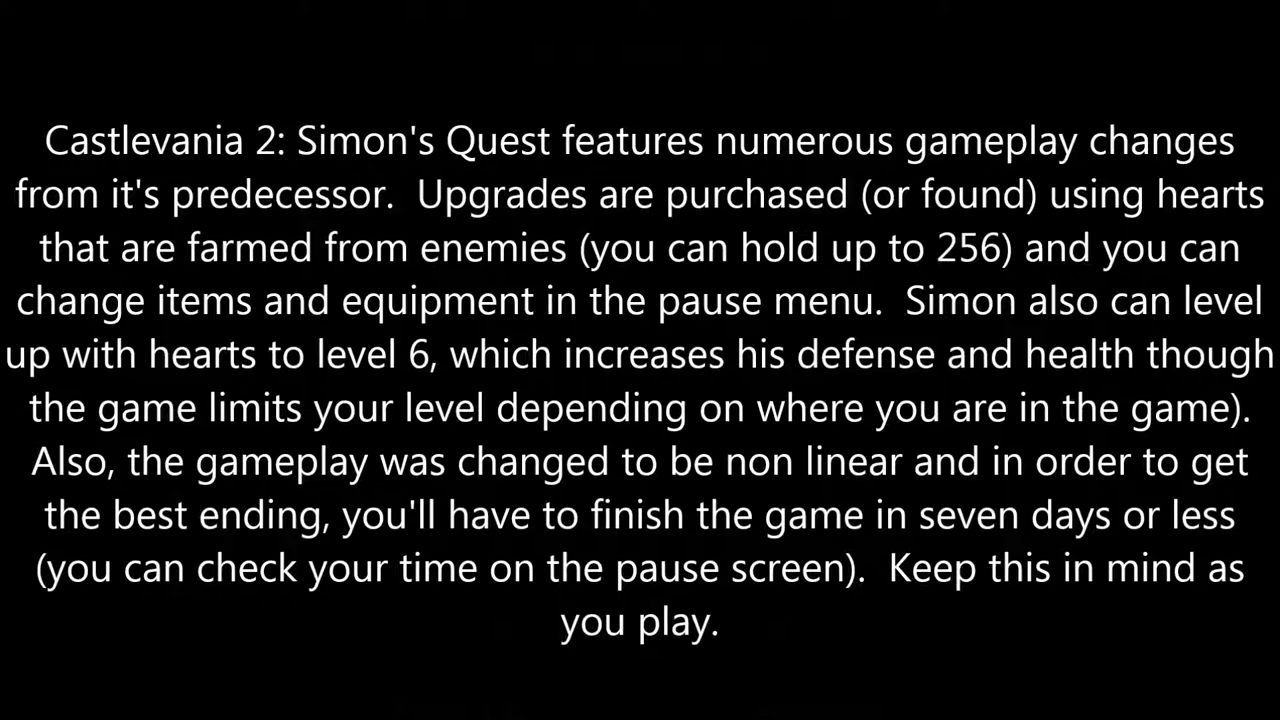 Castlevania 2: Simon's Quest features numerous gameplay changes
from it's predecessor.  Upgrades are purchased (or found) using hearts
that are farmed from enemies (you can hold up to 256) and you can
change items and equipment in the pause menu.  Simon also can level
up with hearts to level 6, which increases his defense and health though
the game limits your level depending on where you are in the game).
Also, the gameplay was changed to be non linear and in order to get
the best ending, you'll have to finish the game in seven days or less
(you can check your time on the pause screen).  Keep this in mind as
you play.